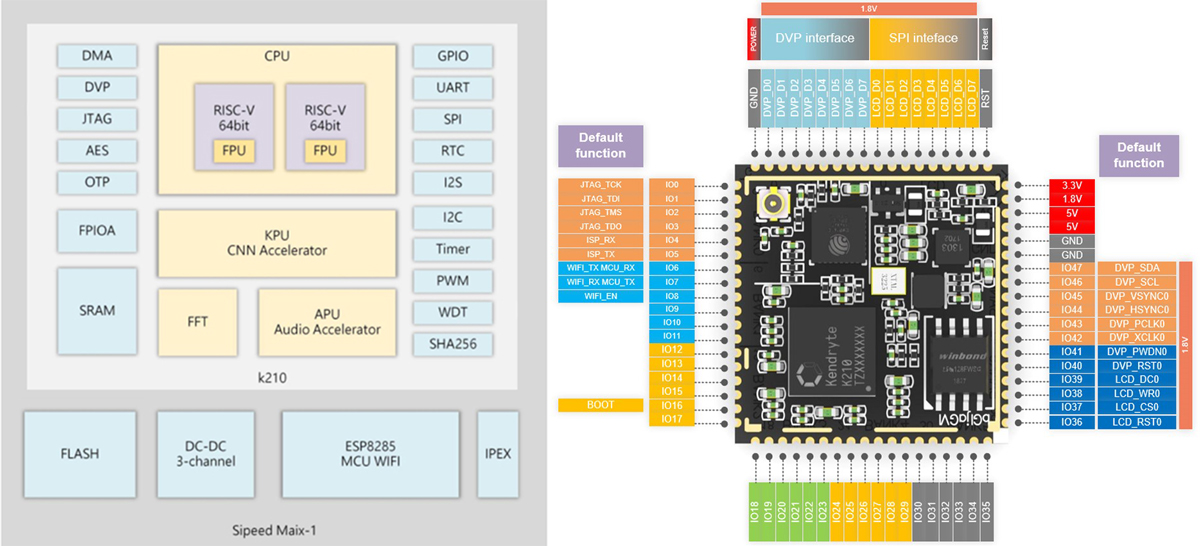 DMA
DVP
JTAG
AES
OTP
FPIOA
SRAM
CPU
RISC-V
64bit
FPU
RISC-V
64bit
FPU
KPU
CNN Accelerator
FFT
APU
Audio Accelerator
GPIO
UART
SPI
RTC
I2S
I2C
Timer
PWM
WDT
SHA256
k210
FLASH
DC-DC
3-channel
ESP8285
MCU WIFI
IPEX
Sipeed Maix-1
1.8V
POWER
DVP interface
SPI inteface
Reset
GND
DVP_D0
DVP_D1
DVP_D2
DVP_D3
DVP_D4
DVP_D5
DVP_D6
DVP_D7
LCD_D0
LCD_D1
LCD_D2
LCD_D3
LCD_D4
LCD_D5
LCD_D6
LCD_D7
RST
Default
function
JTAG_TCK IO0
JTAG_TDI IO1
JTAG_TMS IO2
JTAG_TDO IO3
ISP_RX IO4
ISP_TX IO5
WIFI_TX MCU_RX IO6
WIFI_RX MCU_TX IO7
WIFI_EN IO8
IO9
IO10
IO11
IO12
IO13
IO14
IO15
BOOT IO16
IO17
1303
1702
Kendryte
K210
TZXXXXXXX
winbond
Default
function
3.3V
1.8V
5V
5V
GND
GND
IO47 DVP_SDA
IO46 DVP_SCL
IO45 DVP_VSYNC0
IO44 DVP_HSYNC0
IO43 DVP_PCLK0
IO42 DVP_XCLK0
IO41 DVP_PWDN0
IO40 DVP_RST0
IO39 LCD_DC0
IO38 LCD_WR0
IO37 LCD_CS0
IO36 LCD_RST0
1.8V
IO18
IO19
IO20
IO21
IO22
IO23
IO24
IO25
IO26
IO27
IO28
IO29
IO30
IO31
IO32
IO33
IO34
IO35